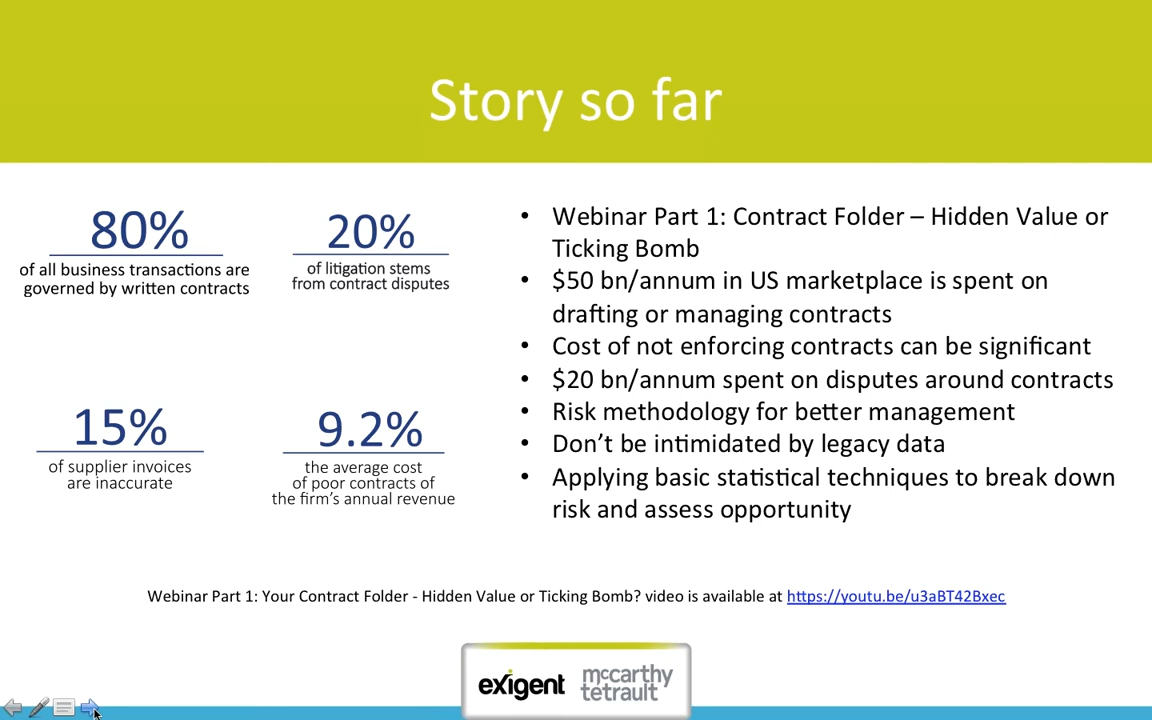 Story so far
80%
of all business transactions are
governed by written contracts
20%
of litigation stems
from contract disputes
15%
of supplier invoices
are inaccurate
9.2%
the average cost
of poor contracts of
the firm's annual revenue
• Webinar Part 1: Contract Folder – Hidden Value or
Ticking Bomb
• $50 bn/annum in US marketplace is spent on
drafting or managing contracts
• Cost of not enforcing contracts can be significant
• $20 bn/annum spent on disputes around contracts
• Risk methodology for better management
• Don't be intimidated by legacy data
• Applying basic statistical techniques to break down
risk and assess opportunity
Webinar Part 1: Your Contract Folder - Hidden Value or Ticking Bomb? video is available at https://youtu.be/u3aBT42Bxec
exigent
mccarthy
tetrault